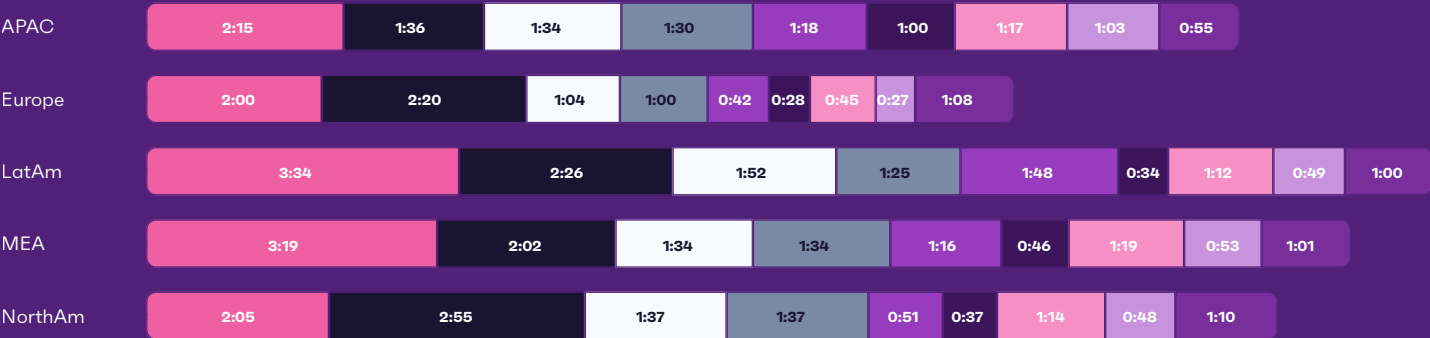 APAC 2:15 1:36 1:34 1:30 1:18 1:00 1:17 1:03 0:55
Europe 2:00 2:20 1:04 1:00 0:42 0:28 0:45 0:27 1:08
LatAm 3:34 2:26 1:52 1:25 1:48 0:34 1:12 0:49 1:00
MEA 3:19 2:02 1:34 1:34 1:16 0:46 1:19 0:53 1:01
NorthAm 2:05 2:55 1:37 1:37 0:51 0:37 1:14 0:48 1:10